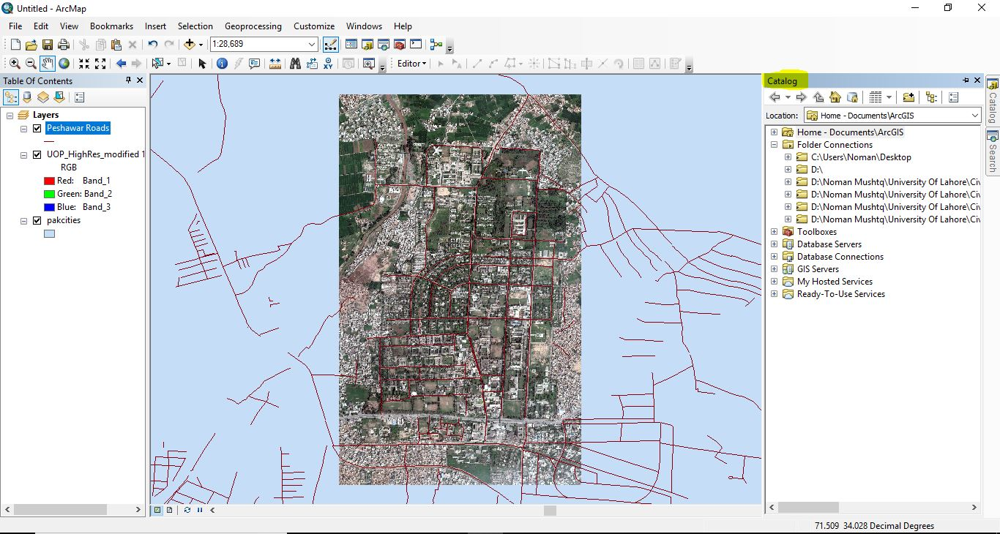 Untitled - ArcMap
File Edit View Bookmarks Insert Selection Geoprocessing Customize Windows Help
1:28,689
Editor
Table Of Contents
Layers
Peshawar Roads
UOP_HighRes_modified 1
RGB
Red: Band_1
Green: Band_2
Blue: Band_3
pakcities
Catalog
Location: Home - Documents\ArcGIS
Home - Documents\ArcGIS
Folder Connections
C:\Users\Noman\Desktop
D:\
D:\Noman Mushtq\University Of Lahore\Civ
D:\Noman Mushtq\University Of Lahore\Civ
D:\Noman Mushtq\University Of Lahore\Civ
D:\Noman Mushtq\University Of Lahore\Civ
Toolboxes
Database Servers
Database Connections
GIS Servers
My Hosted Services
Ready-To-Use Services
Catalog
Search
71.509 34.028 Decimal Degrees